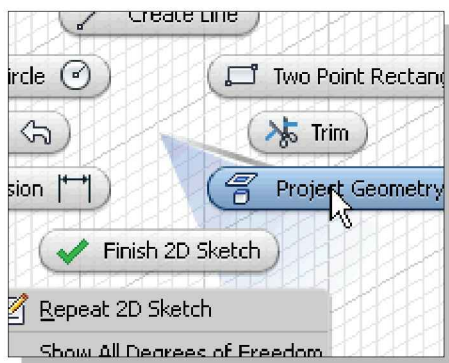 Create Line
ircle
Two Point Rectang
Trim
sion
Project Geometry
Finish 2D Sketch
Repeat 2D Sketch
Show All Degrees of Freedom